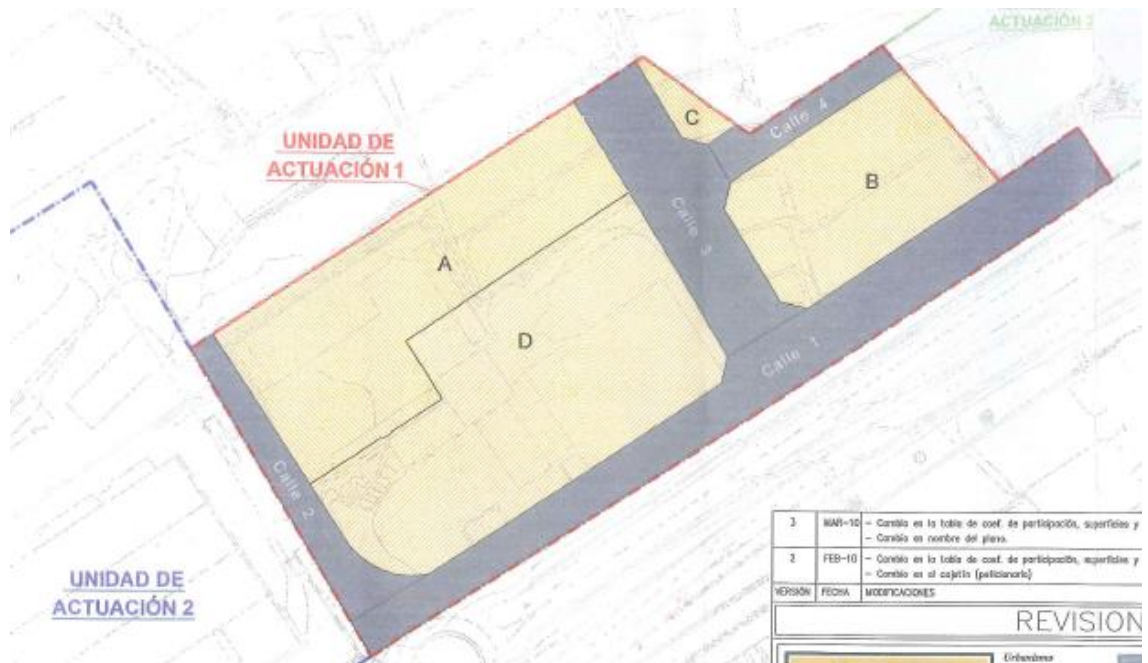 ACTUACIÓN 3
UNIDAD DE
ACTUACIÓN 1
C
Calle 4
B
A
Calle 3
D
Calle 1
Calle 2
UNIDAD DE
ACTUACIÓN 2
3 MAR-10 - Cambio en la tabla de coef. de participación, superficies y
- Cambio en nombre del plano.
2 FEB-10 - Cambio en la tabla de coef. de participación, superficies y
- Cambio en el cajetín (peticionario)
VERSIÓN FECHA MODIFICACIONES
REVISION
Urbanismo